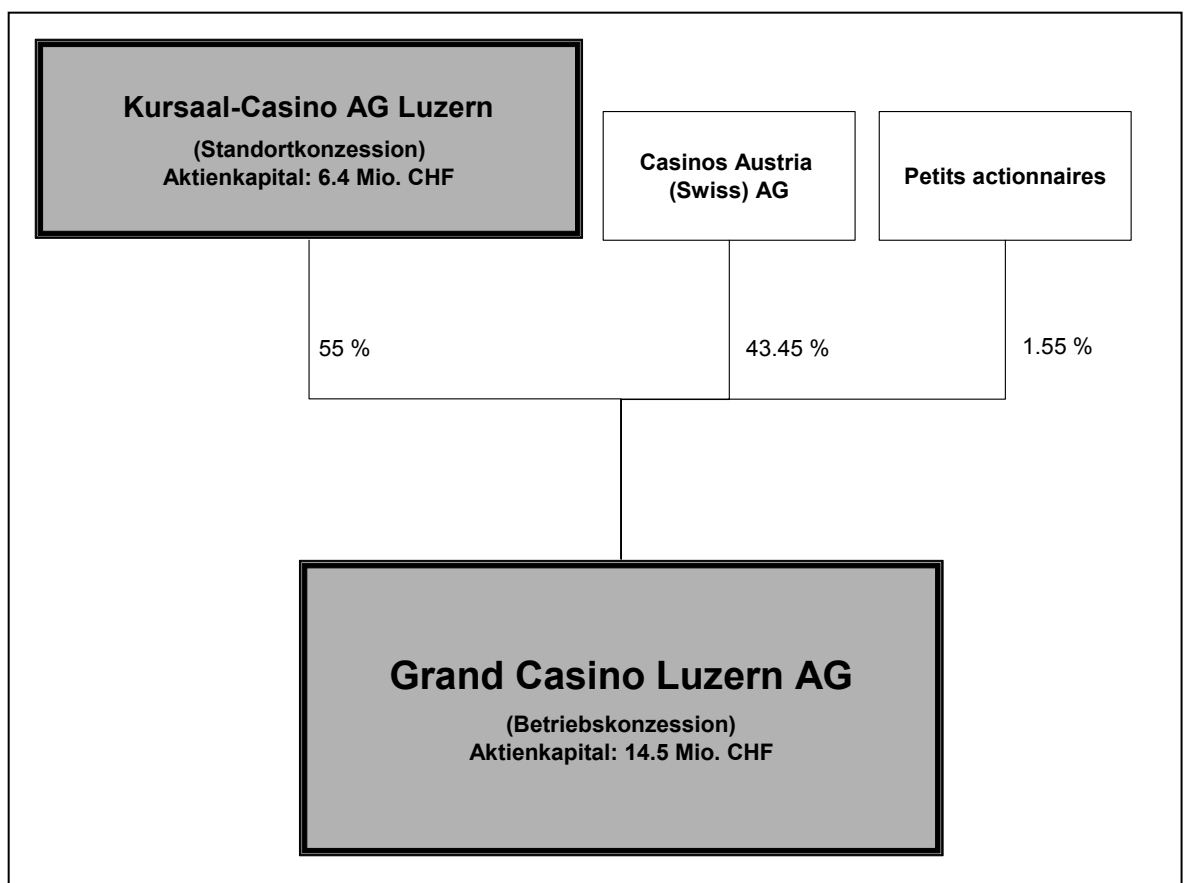 Kursaal-Casino AG Luzern
(Standortkonzession)
Aktienkapital: 6.4 Mio. CHF
Casinos Austria
(Swiss) AG
Petits actionnaires
55 %
43.45 %
1.55 %
Grand Casino Luzern AG
(Betriebskonzession)
Aktienkapital: 14.5 Mio. CHF